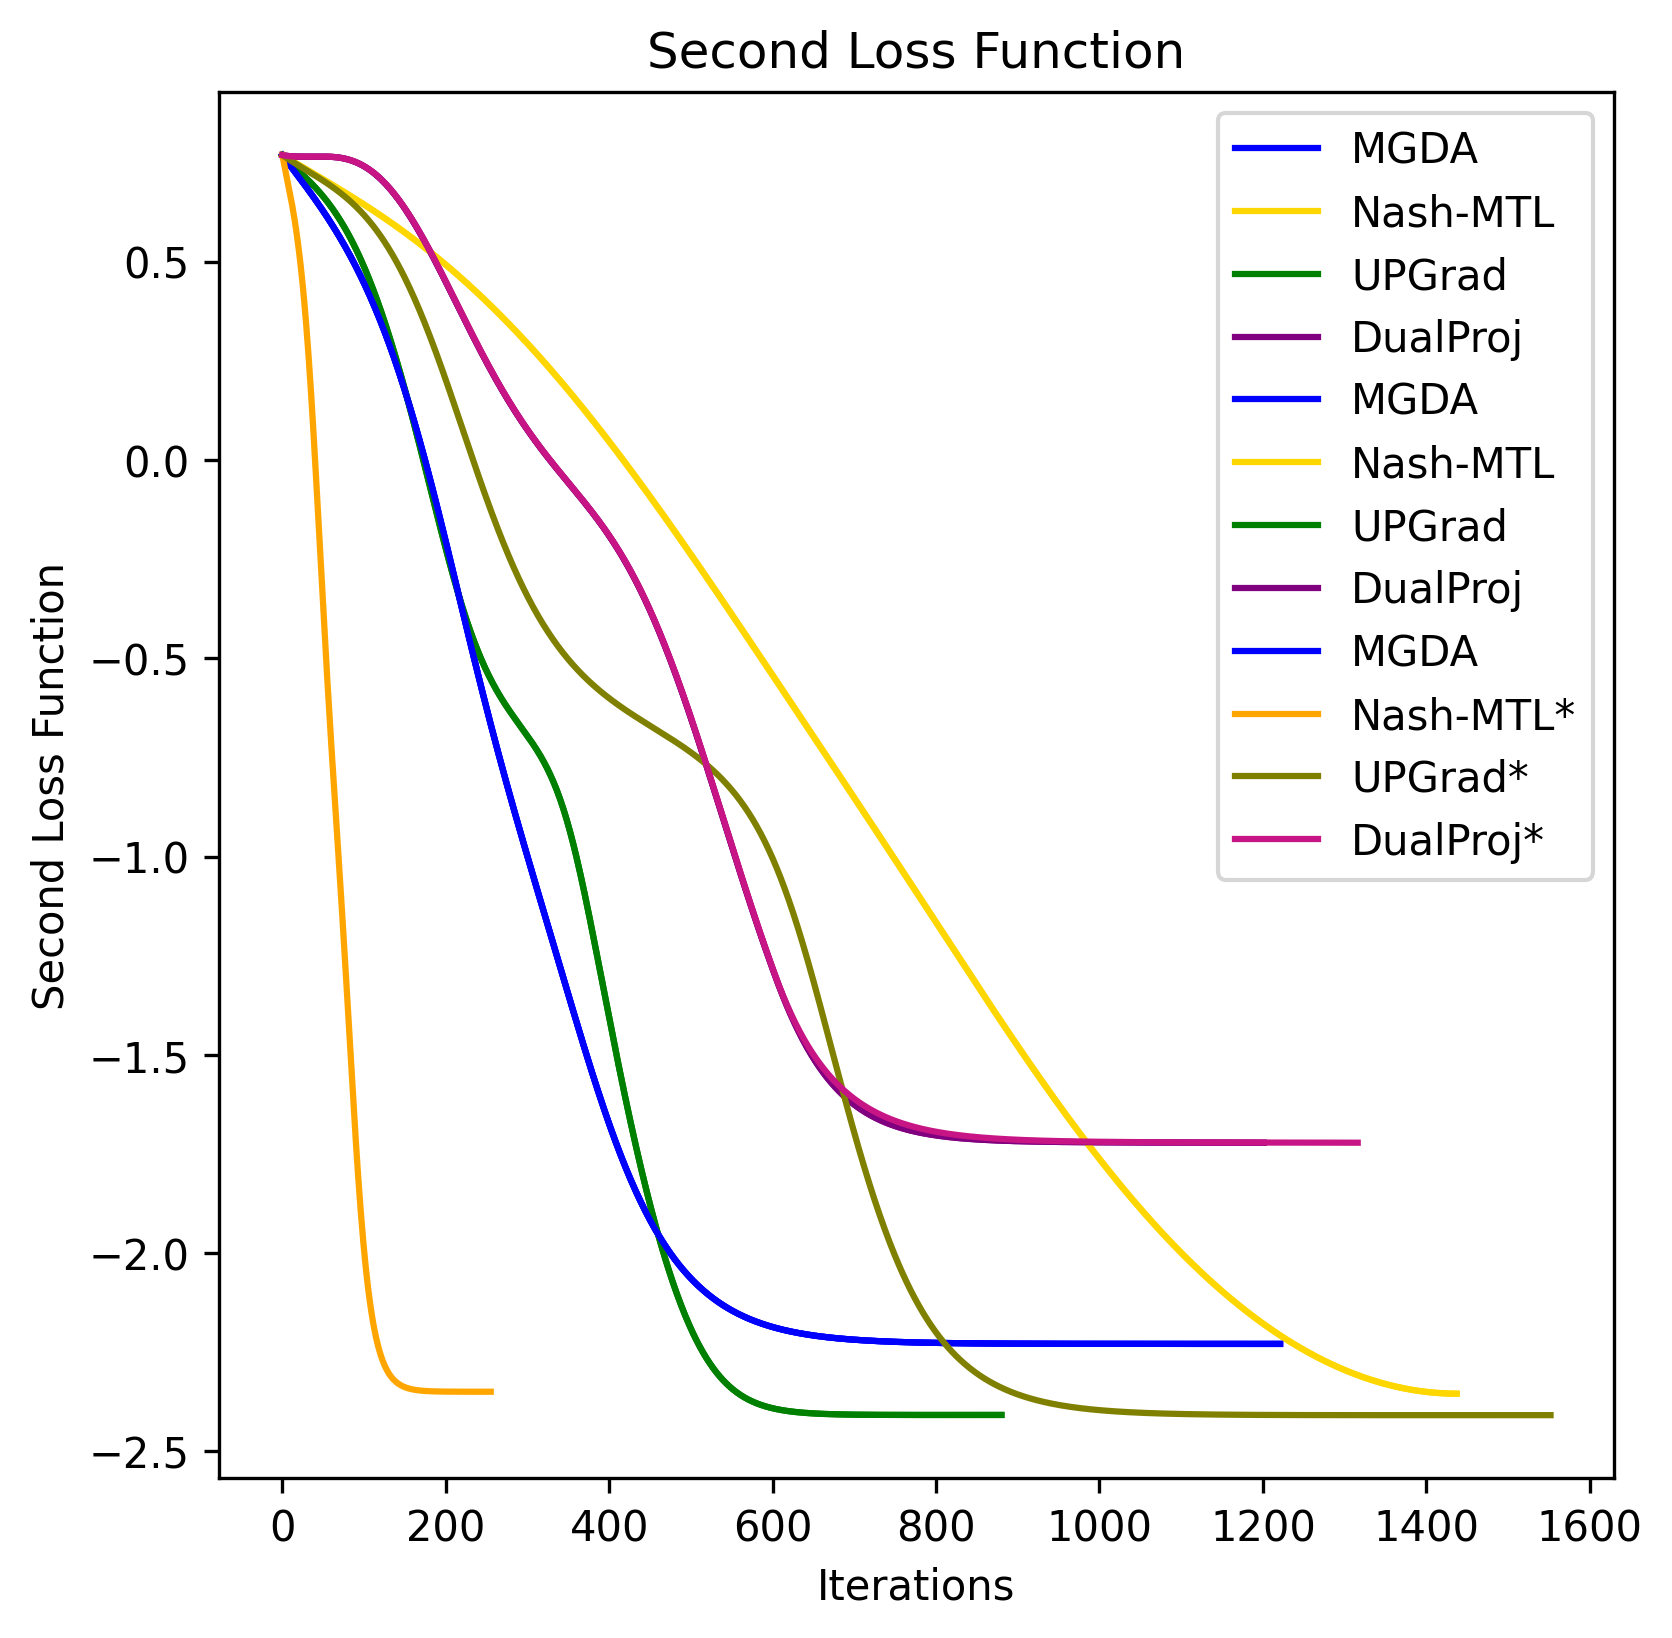 Second Loss Function
MGDA
Nash-MTL
UPGrad
DualProj
MGDA
Nash-MTL
UPGrad
DualProj
MGDA
Nash-MTL*
UPGrad*
DualProj*
Second Loss Function
0.5
0.0
−0.5
−1.0
−1.5
−2.0
−2.5
0 200 400 600 800 1000 1200 1400 1600
Iterations